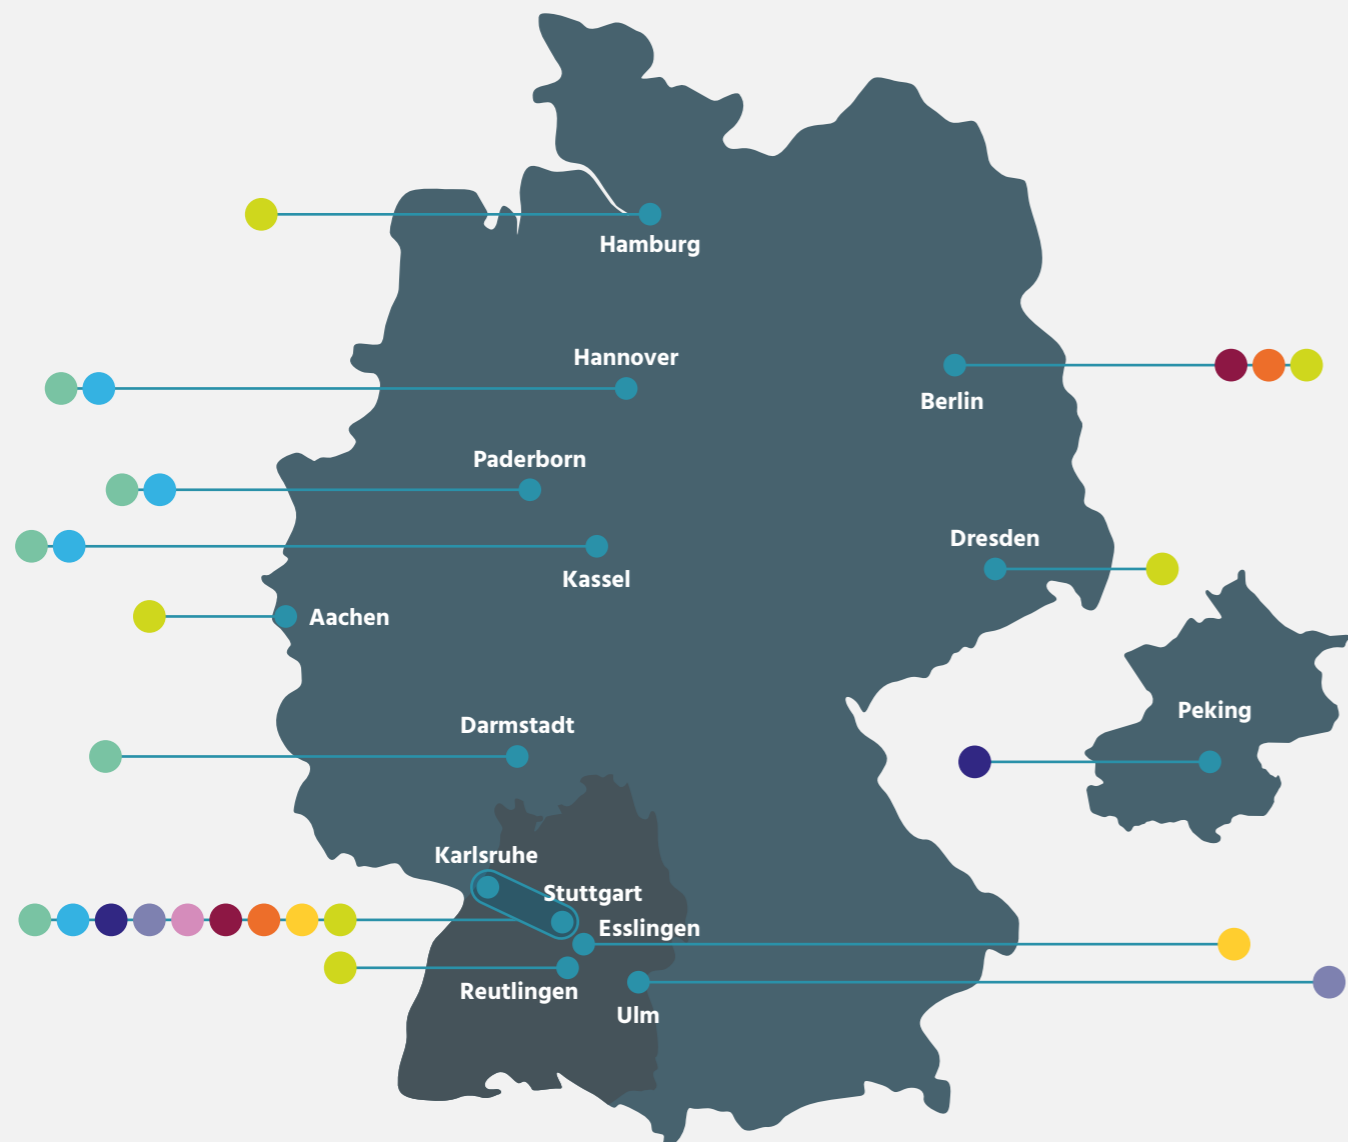 Hamburg
Hannover
Berlin
Paderborn
Dresden
Kassel
Aachen
Peking
Darmstadt
Karlsruhe
Stuttgart
Esslingen
Reutlingen
Ulm